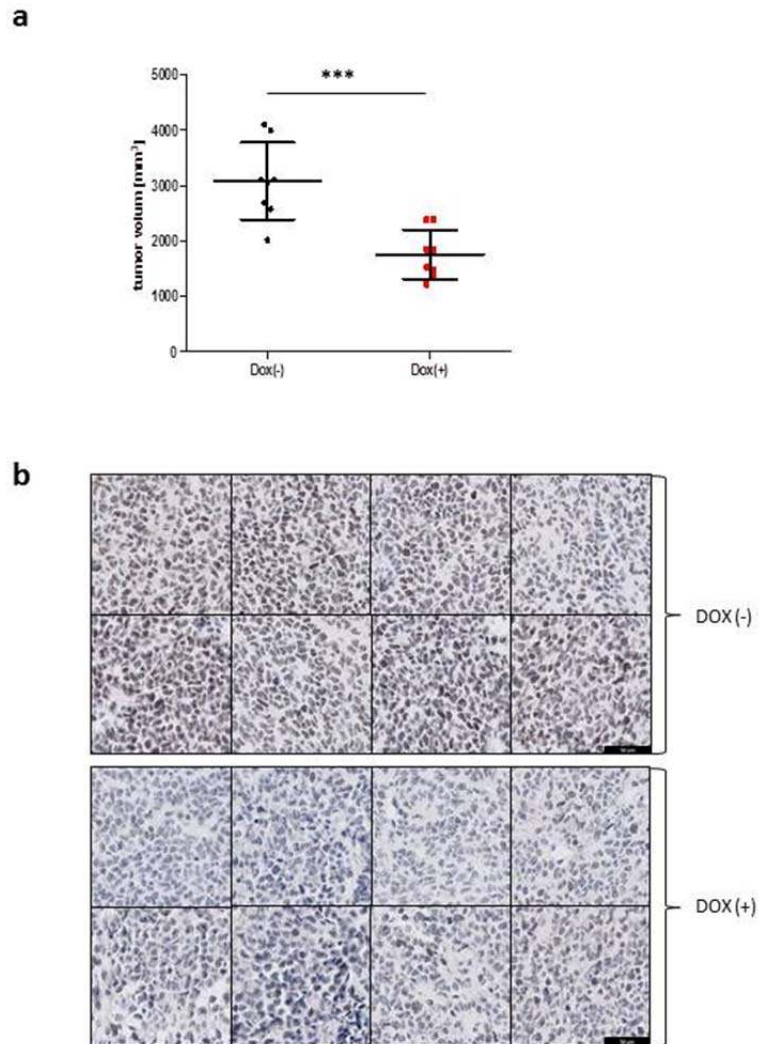 a
***
5000
4000
3000
2000
1000
0
tumor volum [mm³]
Dox(-)
Dox(+)
b
DOX (-)
DOX (+)